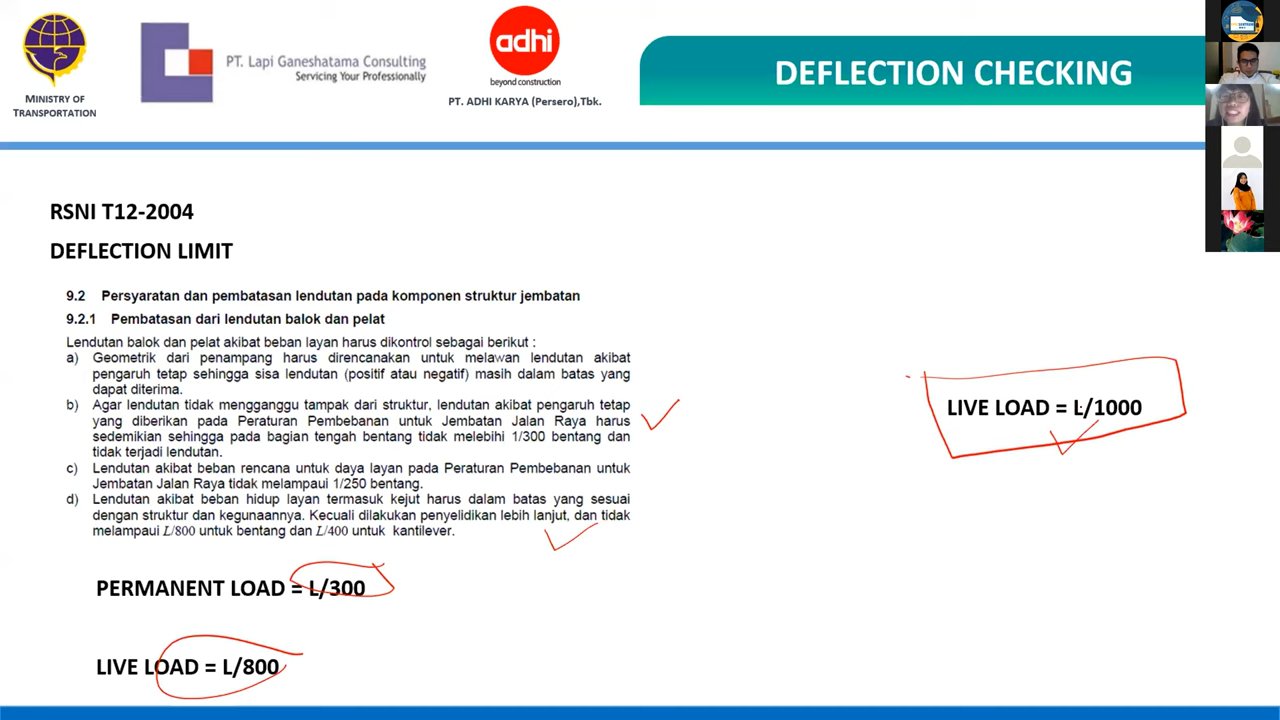 MINISTRY OF
TRANSPORTATION
PT. Lapi Ganeshatama Consulting
Servicing Your Professionally
adhi
beyond construction
PT. ADHI KARYA (Persero),Tbk.
DEFLECTION CHECKING
RSNI T12-2004
DEFLECTION LIMIT
9.2 Persyaratan dan pembatasan lendutan pada komponen struktur jembatan
9.2.1 Pembatasan dari lendutan balok dan pelat
Lendutan balok dan pelat akibat beban layan harus dikontrol sebagai berikut :
a) Geometrik dari penampang harus direncanakan untuk melawan lendutan akibat
pengaruh tetap sehingga sisa lendutan (positif atau negatif) masih dalam batas yang
dapat diterima.
b) Agar lendutan tidak mengganggu tampak dari struktur, lendutan akibat pengaruh tetap
yang diberikan pada Peraturan Pembebanan untuk Jembatan Jalan Raya harus
sedemikian sehingga pada bagian tengah bentang tidak melebihi 1/300 bentang dan
tidak terjadi lendutan.
c) Lendutan akibat beban rencana untuk daya layan pada Peraturan Pembebanan untuk
Jembatan Jalan Raya tidak melampaui 1/250 bentang.
d) Lendutan akibat beban hidup layan termasuk kejut harus dalam batas yang sesuai
dengan struktur dan kegunaannya. Kecuali dilakukan penyelidikan lebih lanjut, dan tidak
melampaui L/800 untuk bentang dan L/400 untuk kantilever.
PERMANENT LOAD = L/300
LIVE LOAD = L/800
LIVE LOAD = L/1000